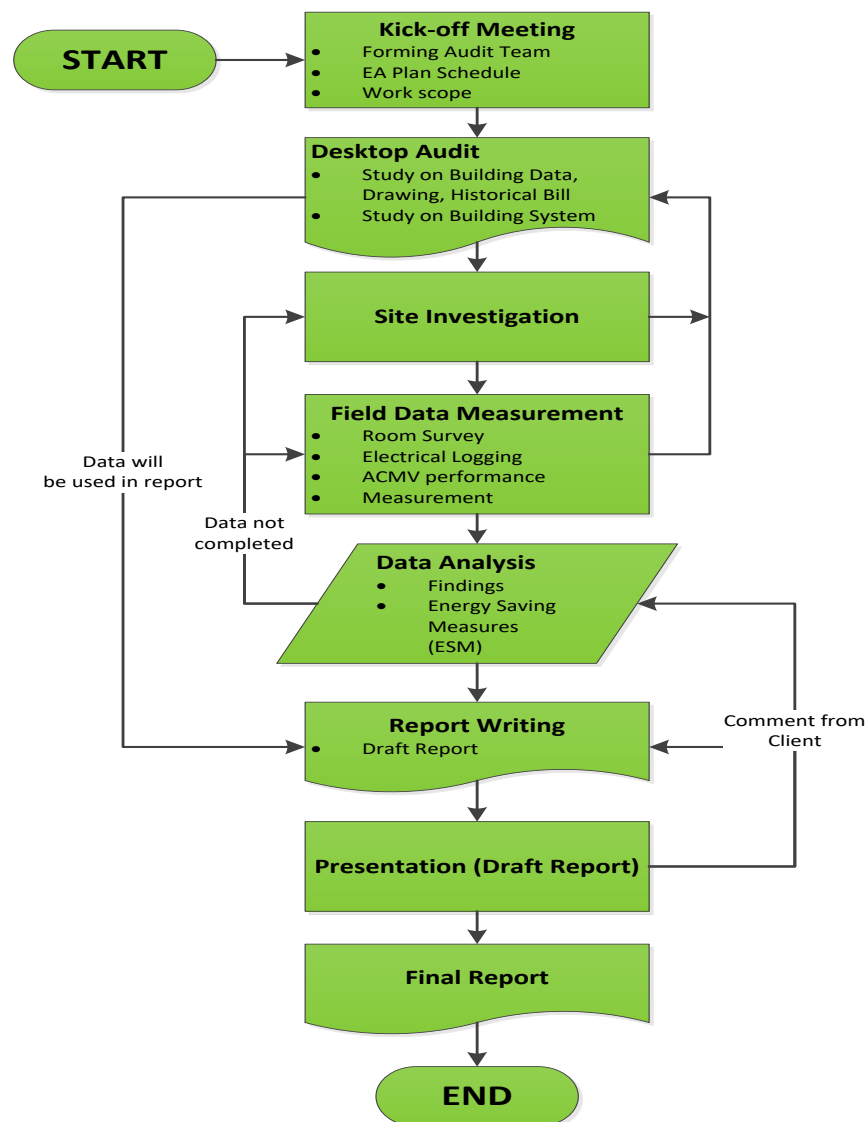 START
Kick-off Meeting
• Forming Audit Team
• EA Plan Schedule
• Work scope
Desktop Audit
• Study on Building Data,
Drawing, Historical Bill
• Study on Building System
Site Investigation
Field Data Measurement
• Room Survey
• Electrical Logging
• ACMV performance
• Measurement
Data will
be used in report
Data not
completed
Data Analysis
• Findings
• Energy Saving
Measures
(ESM)
Report Writing
• Draft Report
Comment from
Client
Presentation (Draft Report)
Final Report
END